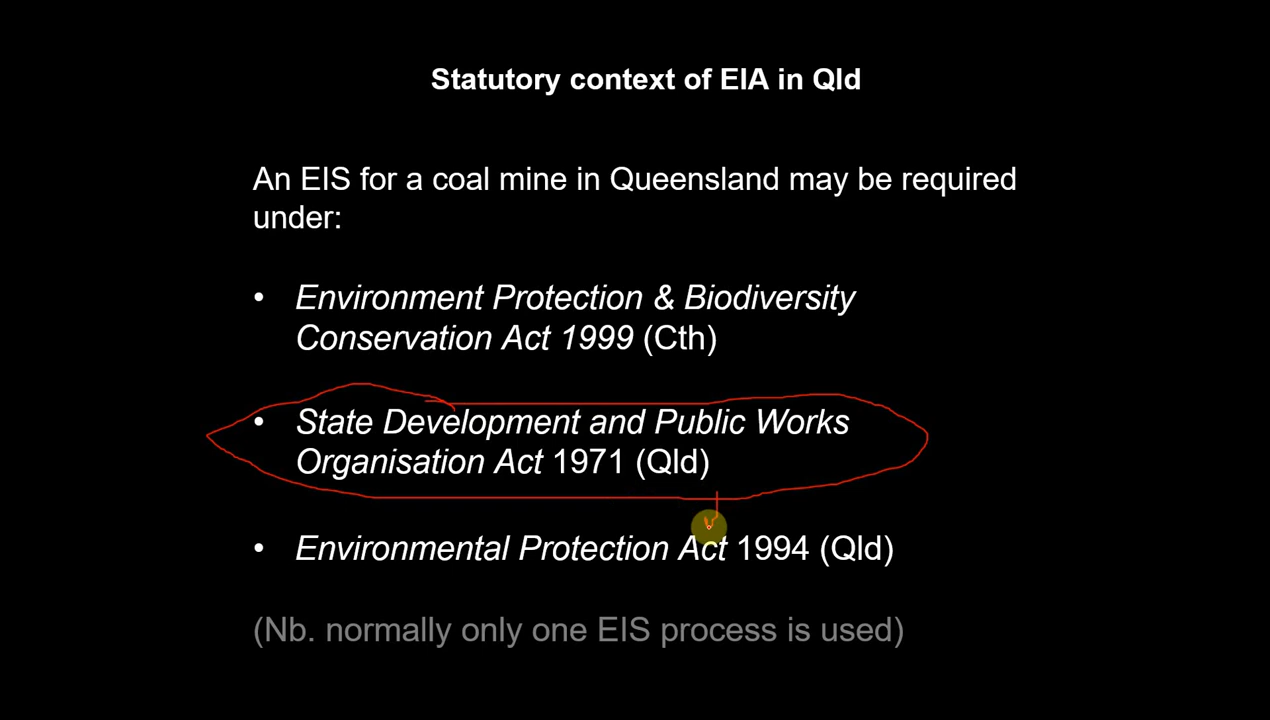 Statutory context of EIA in Qld
An EIS for a coal mine in Queensland may be required
under:
• Environment Protection & Biodiversity
Conservation Act 1999 (Cth)
• State Development and Public Works
Organisation Act 1971 (Qld)
• Environmental Protection Act 1994 (Qld)
(Nb. normally only one EIS process is used)